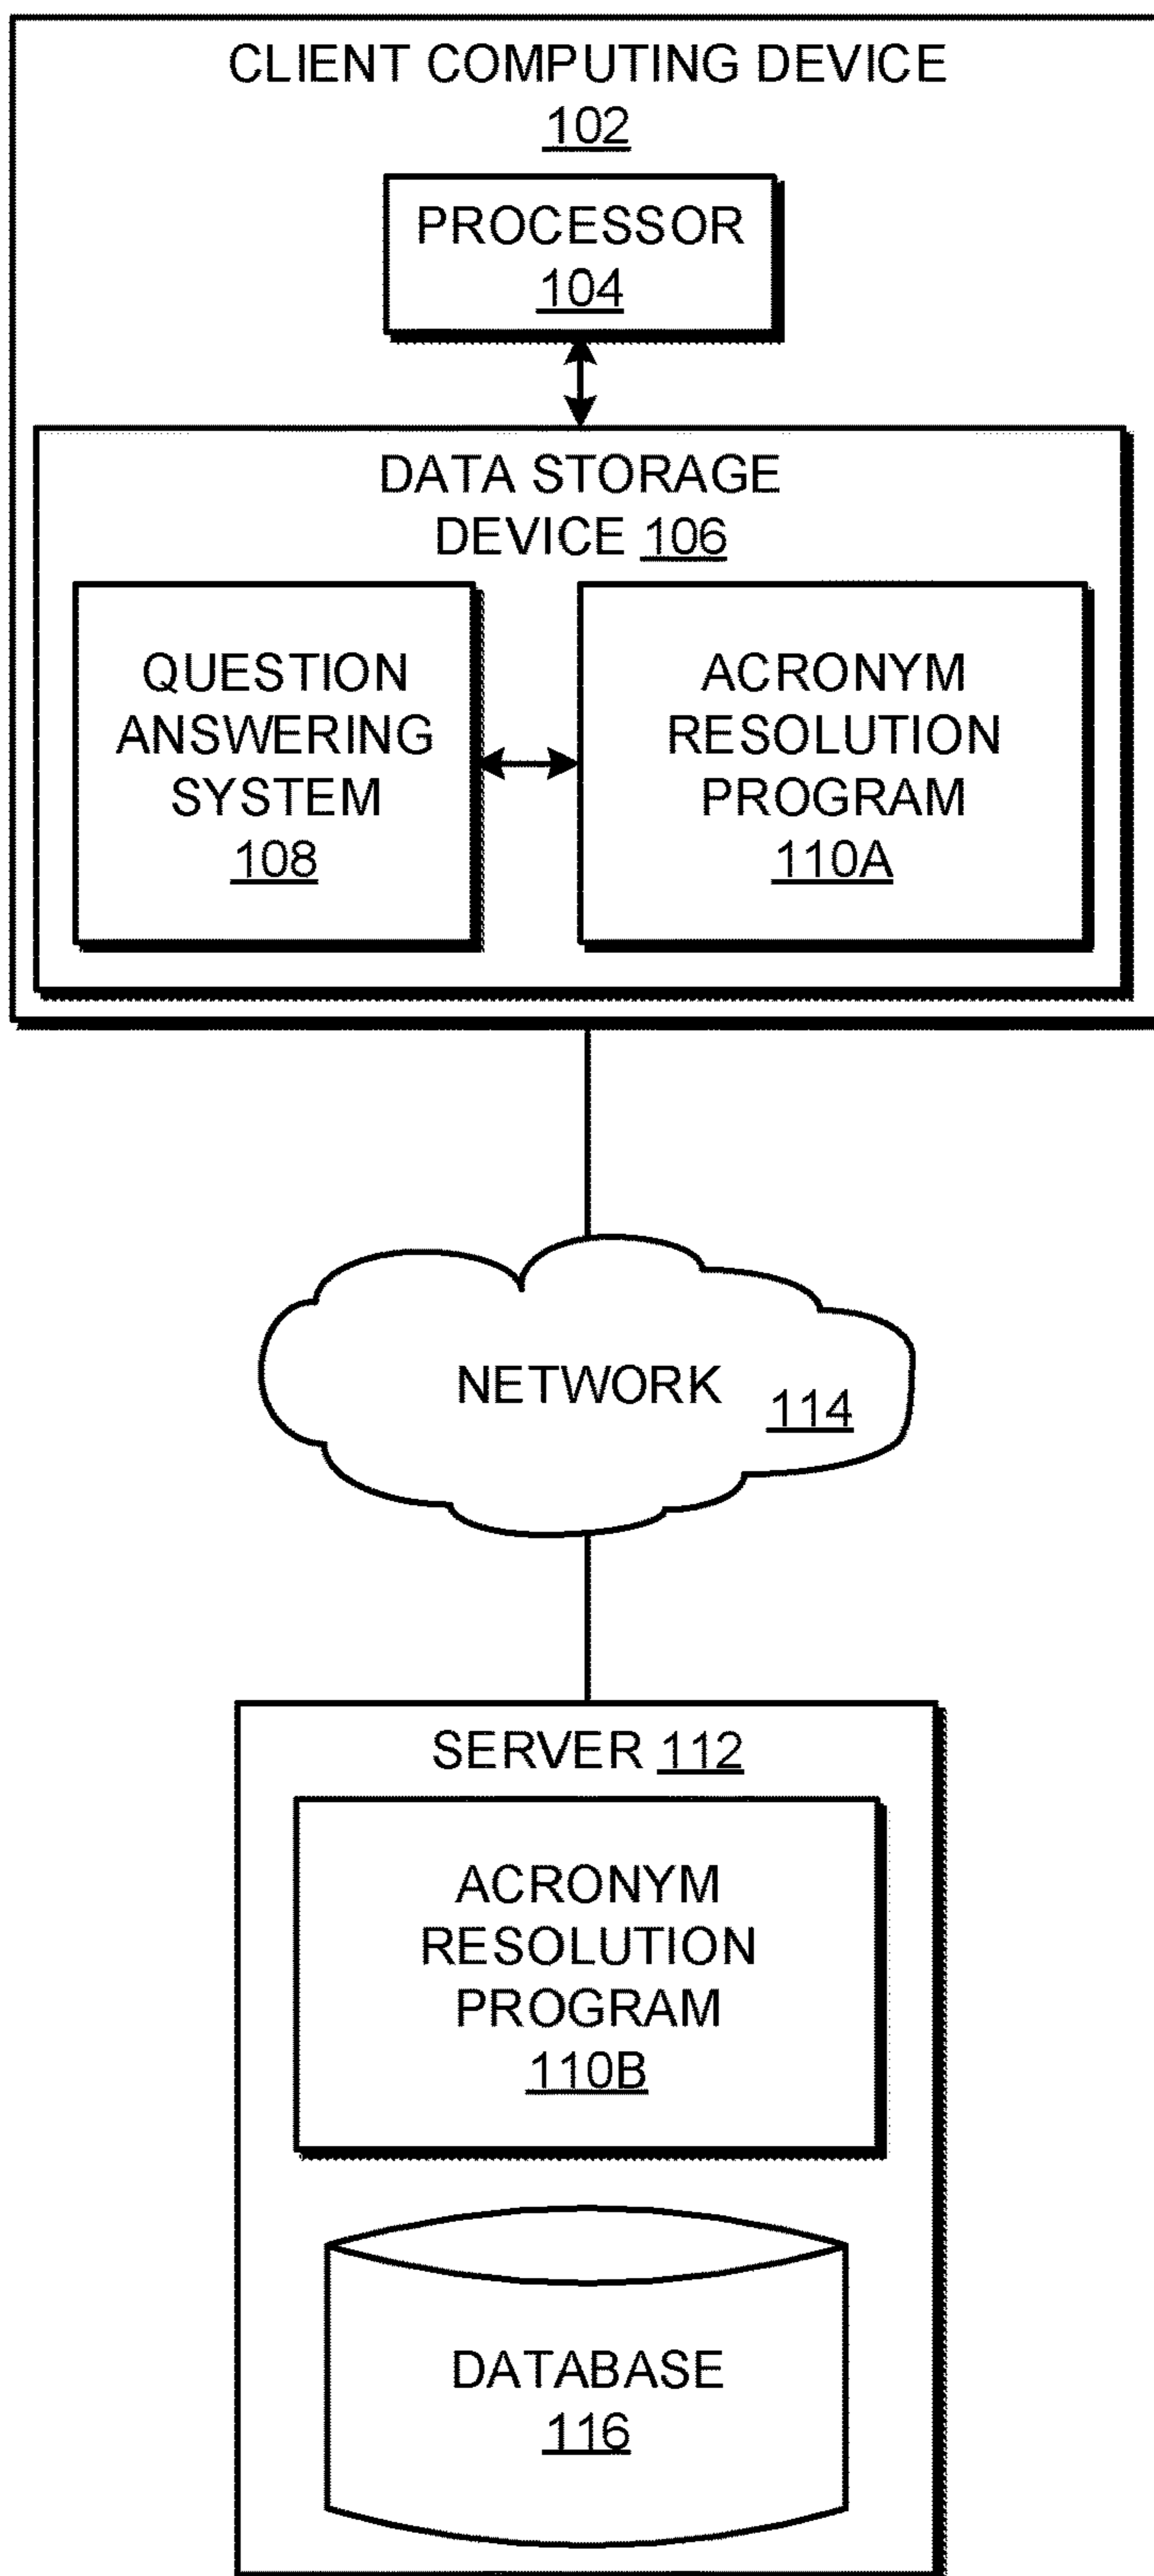 CLIENT COMPUTING DEVICE
102
PROCESSOR
104
DATA STORAGE
DEVICE 106
QUESTION
ANSWERING
SYSTEM
108
ACRONYM
RESOLUTION
PROGRAM
110A
NETWORK 114
SERVER 112
ACRONYM
RESOLUTION
PROGRAM
110B
DATABASE
116